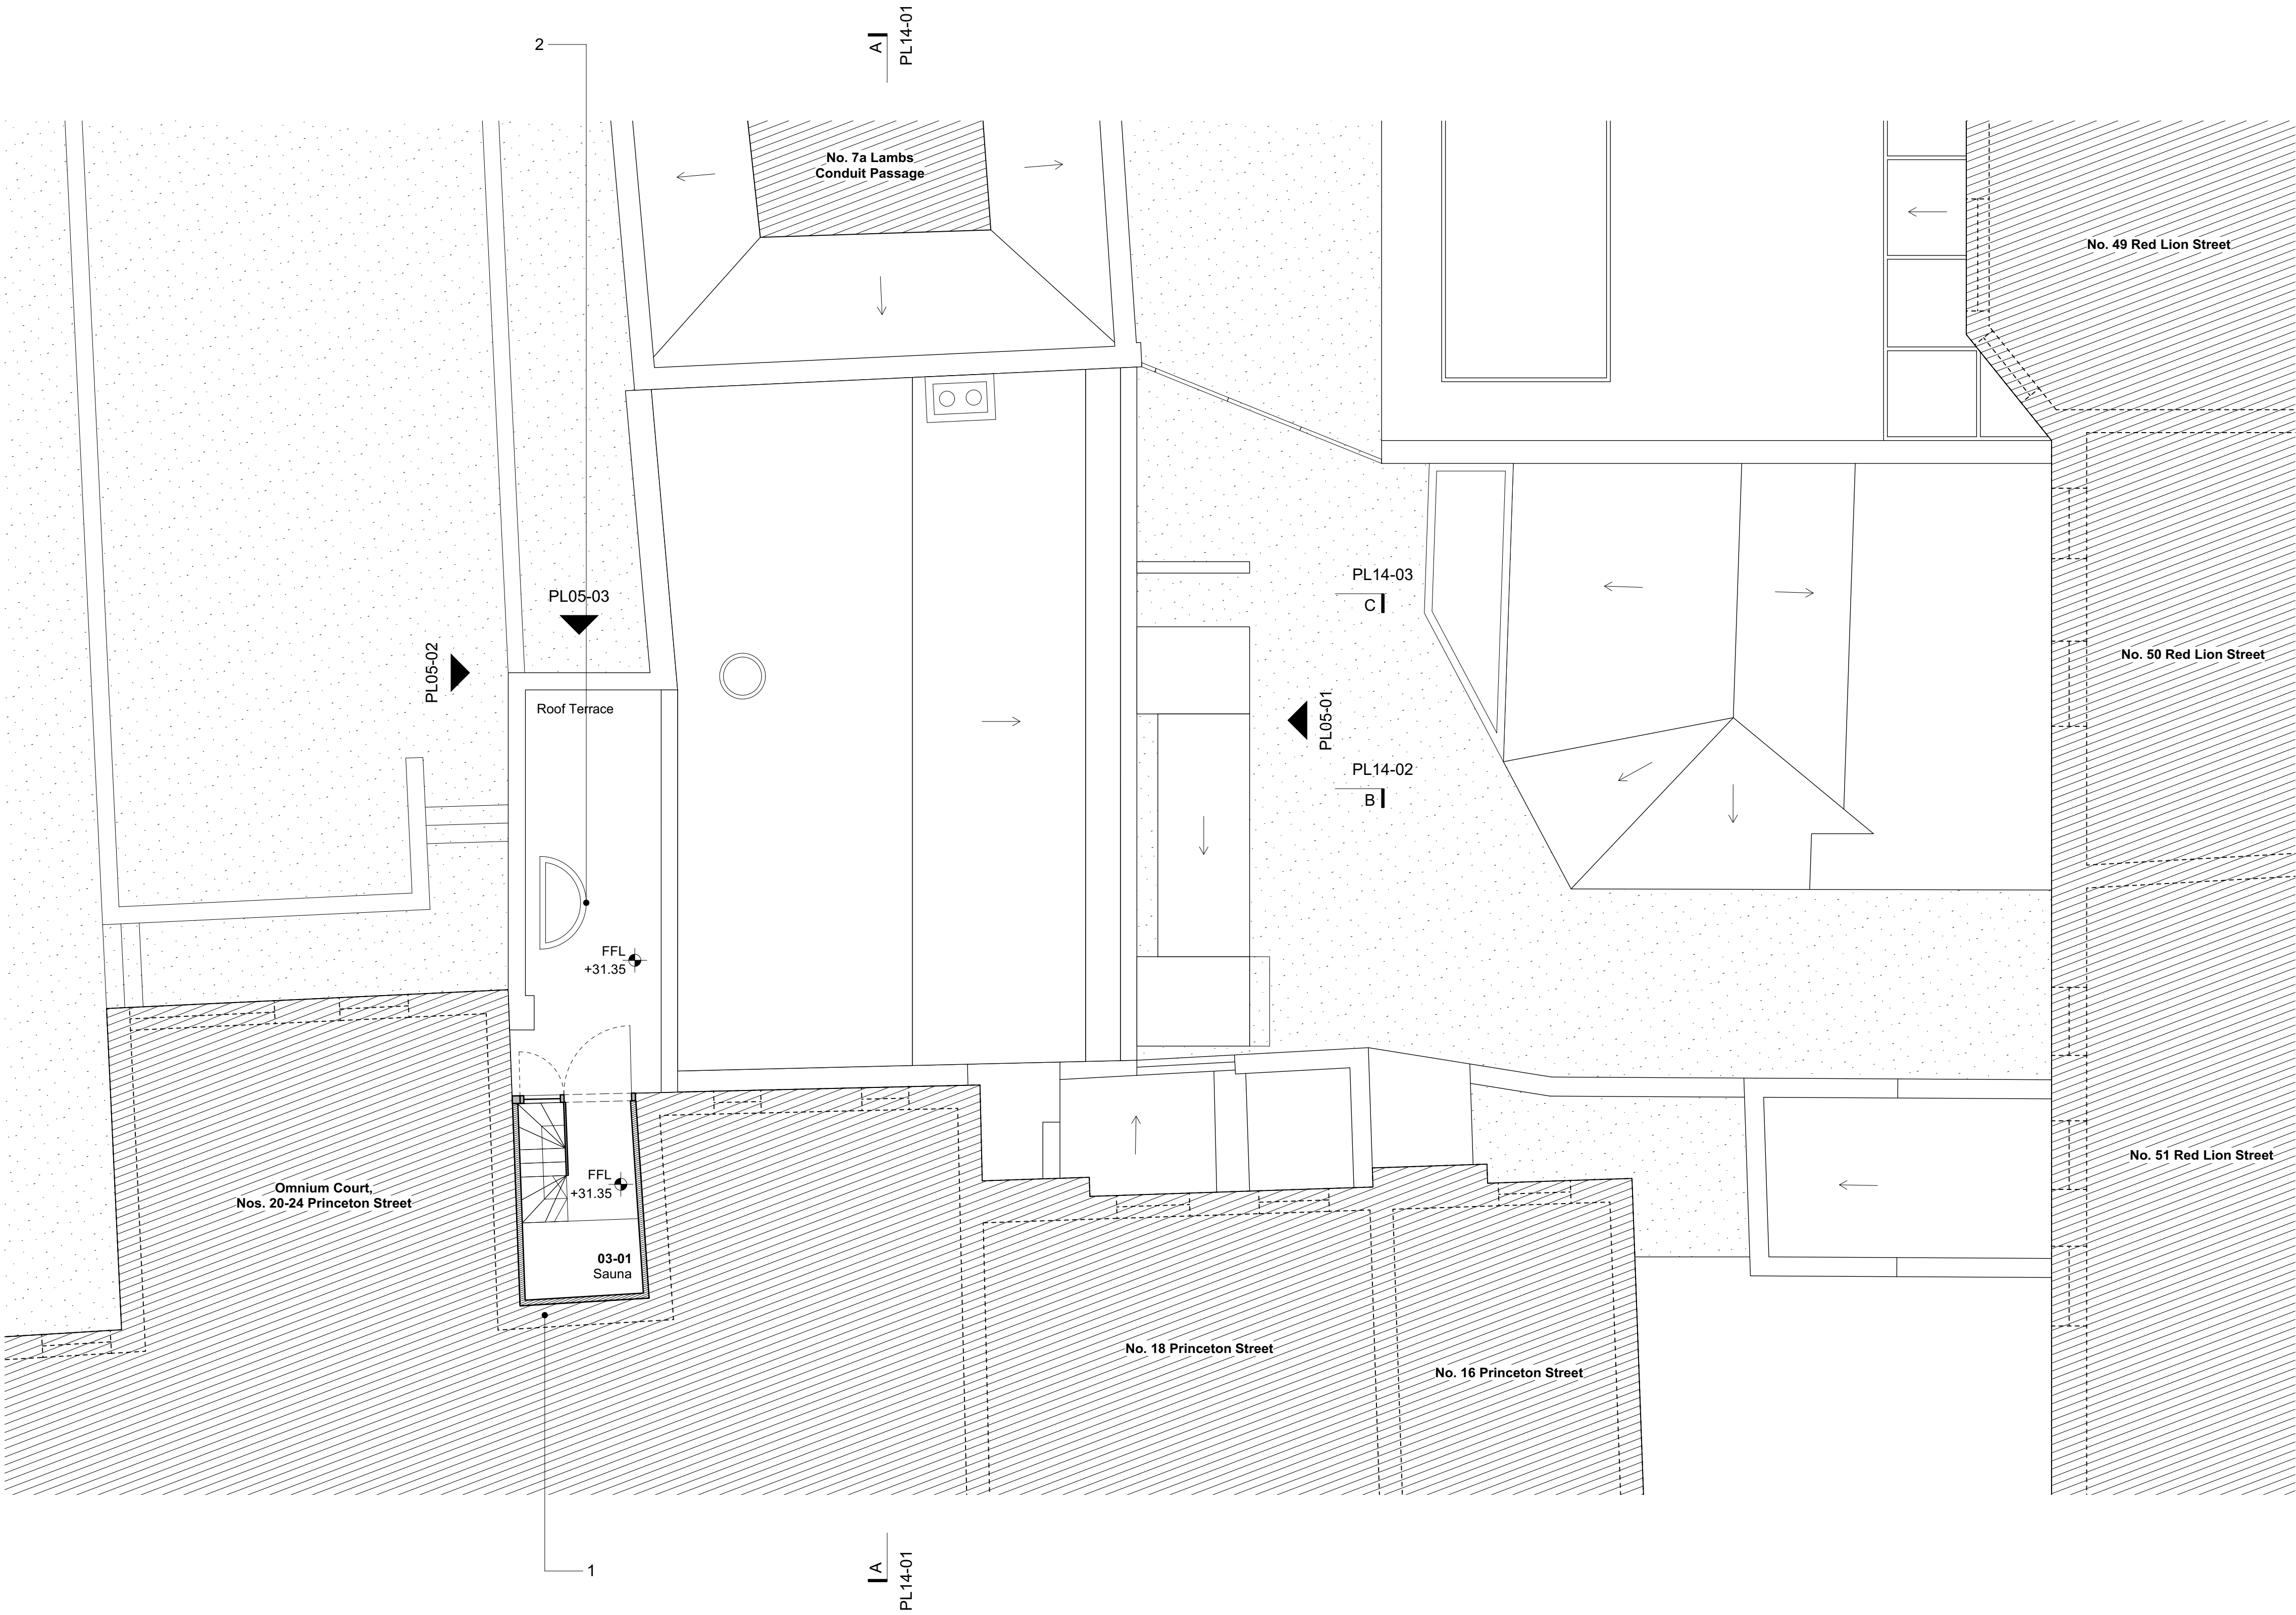 2
A
PL14-01
No. 7a Lambs
Conduit Passage
No. 49 Red Lion Street
PL14-03
C
PL05-03
PL05-02
No. 50 Red Lion Street
Roof Terrace
PL05-01
PL14-02
B
FFL
+31.35
No. 51 Red Lion Street
FFL
+31.35
Omnium Court,
Nos. 20-24 Princeton Street
03-01
Sauna
No. 18 Princeton Street
No. 16 Princeton Street
1
A
PL14-01